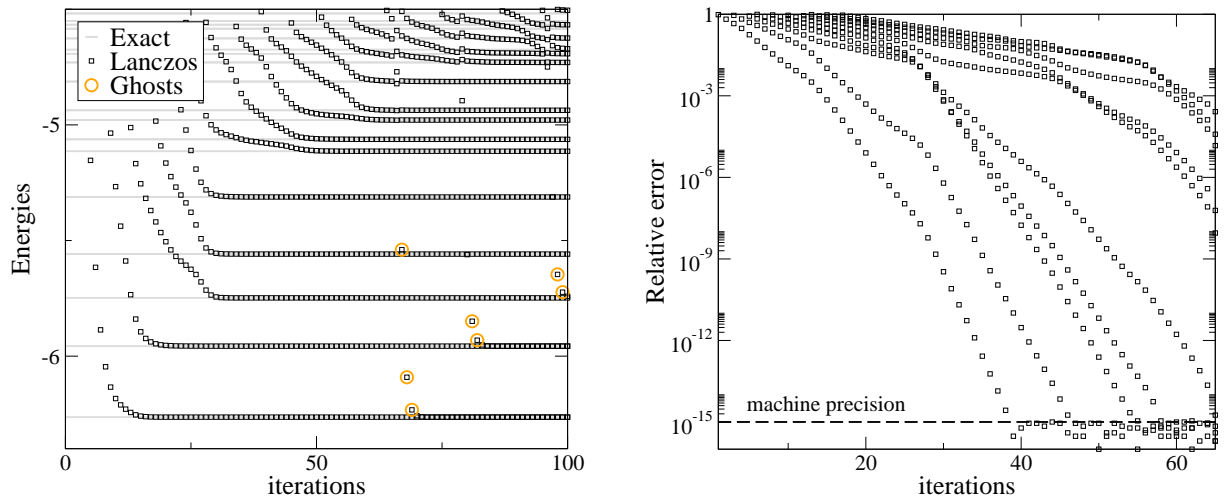 Exact
Lanczos
Ghosts
-5
-6
Energies
0
50
100
iterations
1
10-3
10-6
10-9
10-12
10-15
Relative error
machine precision
20
40
60
iterations